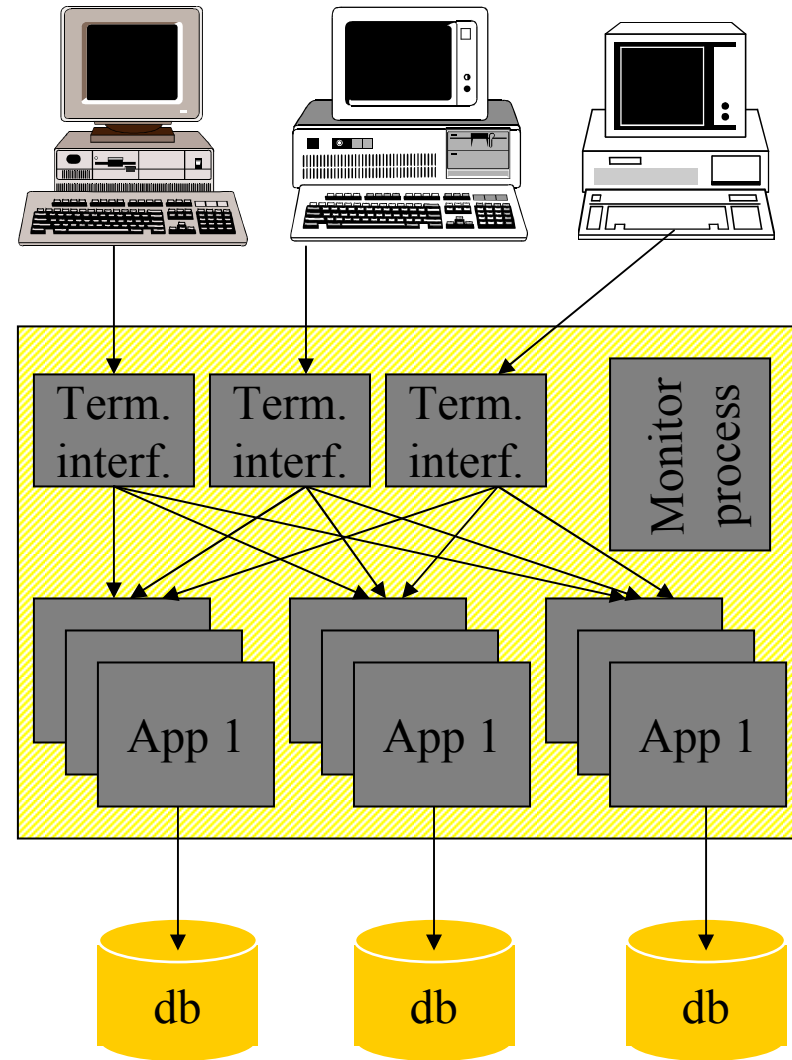 Term.
interf.
Term.
interf.
Term.
interf.
Monitor
process
App 1
App 1
App 1
db
db
db